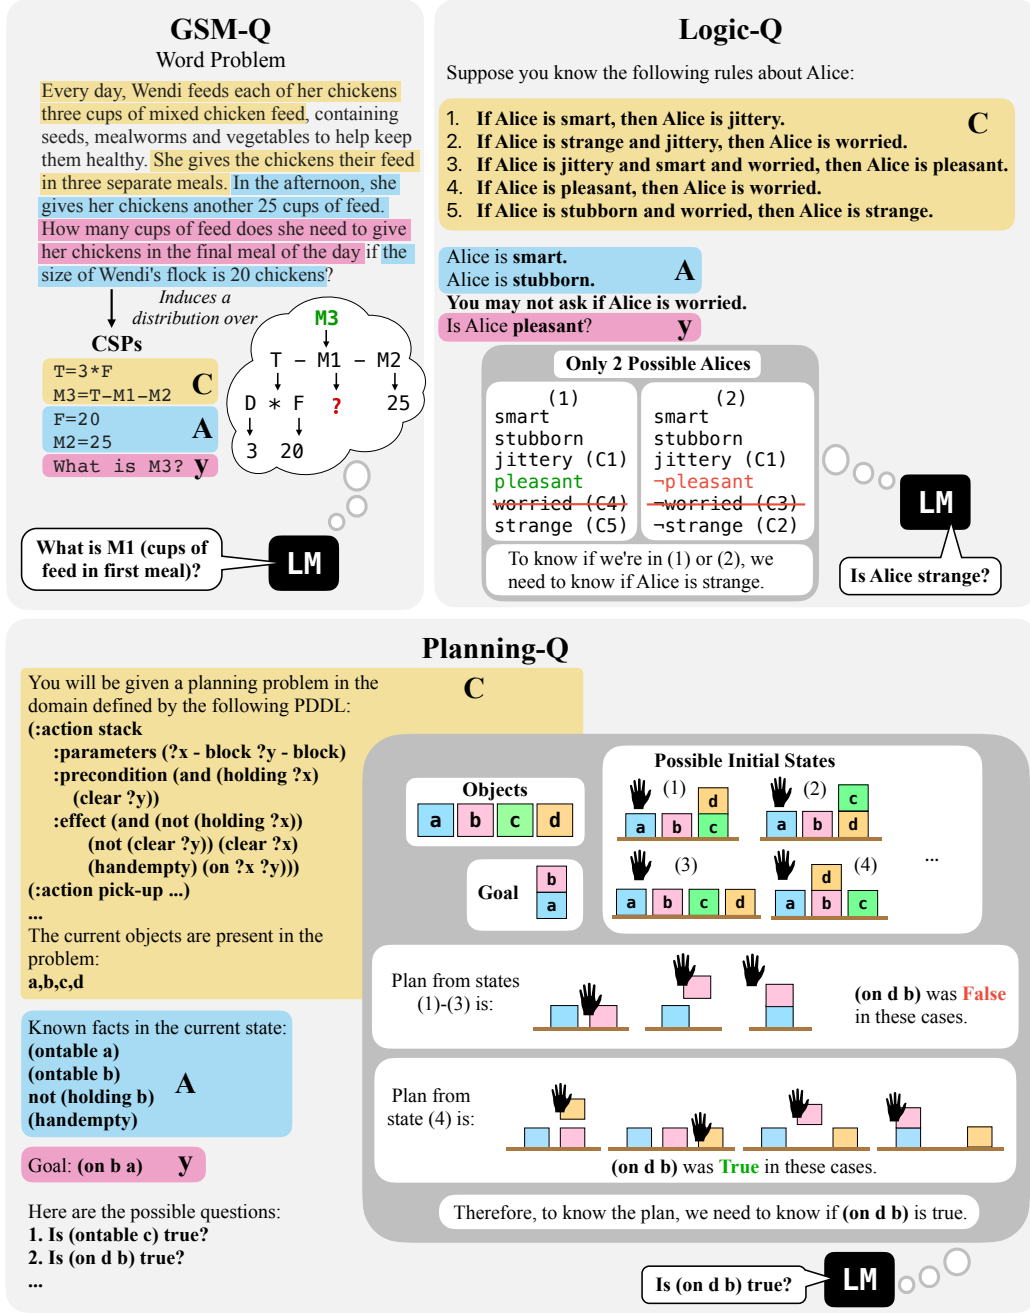 GSM-Q
Word Problem
Every day, Wendi feeds each of her chickens
three cups of mixed chicken feed, containing
seeds, mealworms and vegetables to help keep
them healthy. She gives the chickens their feed
in three separate meals. In the afternoon, she
gives her chickens another 25 cups of feed.
How many cups of feed does she need to give
her chickens in the final meal of the day if the
size of Wendi's flock is 20 chickens?
Induces a
distribution over
CSPs
T=3*F
M3=T-M1-M2
C
F=20
M2=25
A
What is M3? y
M3
T - M1 - M2
D * F ? 25
3 20
What is M1 (cups of
feed in first meal)?
LM
Logic-Q
Suppose you know the following rules about Alice:
1. If Alice is smart, then Alice is jittery.
2. If Alice is strange and jittery, then Alice is worried.
3. If Alice is jittery and smart and worried, then Alice is pleasant.
4. If Alice is pleasant, then Alice is worried.
5. If Alice is stubborn and worried, then Alice is strange.
C
Alice is smart.
Alice is stubborn.
A
You may not ask if Alice is worried.
Is Alice pleasant? y
Only 2 Possible Alices
(1)
smart
stubborn
jittery (C1)
pleasant
worried (C4)
strange (C5)
(2)
smart
stubborn
jittery (C1)
¬pleasant
¬worried (C3)
¬strange (C2)
To know if we're in (1) or (2), we
need to know if Alice is strange.
LM
Is Alice strange?
Planning-Q
You will be given a planning problem in the
domain defined by the following PDDL:
C
(:action stack
:parameters (?x - block ?y - block)
:precondition (and (holding ?x)
(clear ?y))
:effect (and (not (holding ?x))
(not (clear ?y)) (clear ?x)
(handempty) (on ?x ?y)))
(:action pick-up ...)
...
The current objects are present in the
problem:
a,b,c,d
Known facts in the current state:
(ontable a)
(ontable b)
not (holding b)
(handempty)
A
Goal: (on b a) y
Here are the possible questions:
1. Is (ontable c) true?
2. Is (on d b) true?
...
Objects
a b c d
Goal
b
a
Possible Initial States
(1)
d
a b c
(2)
c
a b d
(3)
a b c d
(4)
d
a b c
...
Plan from states
(1)-(3) is:
(on d b) was False
in these cases.
Plan from
state (4) is:
(on d b) was True in these cases.
Therefore, to know the plan, we need to know if (on d b) is true.
Is (on d b) true?
LM